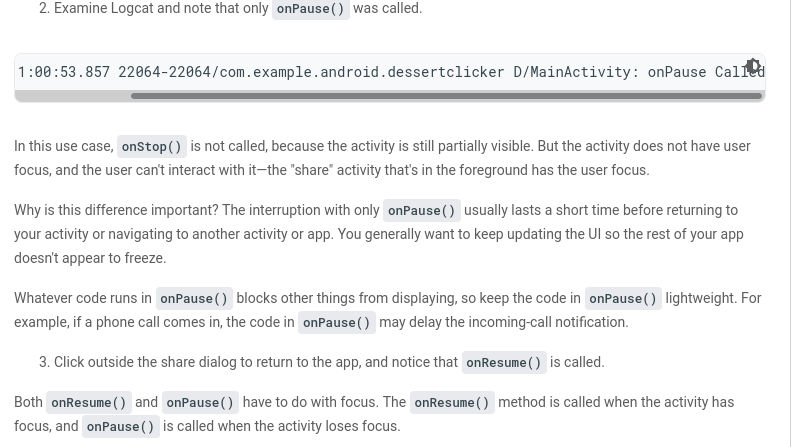 2. Examine Logcat and note that only onPause() was called.
1:00:53.857 22064-22064/com.example.android.dessertclicker D/MainActivity: onPause Called
In this use case, onStop() is not called, because the activity is still partially visible. But the activity does not have user
focus, and the user can't interact with it—the "share" activity that's in the foreground has the user focus.
Why is this difference important? The interruption with only onPause() usually lasts a short time before returning to
your activity or navigating to another activity or app. You generally want to keep updating the UI so the rest of your app
doesn't appear to freeze.
Whatever code runs in onPause() blocks other things from displaying, so keep the code in onPause() lightweight. For
example, if a phone call comes in, the code in onPause() may delay the incoming-call notification.
3. Click outside the share dialog to return to the app, and notice that onResume() is called.
Both onResume() and onPause() have to do with focus. The onResume() method is called when the activity has
focus, and onPause() is called when the activity loses focus.